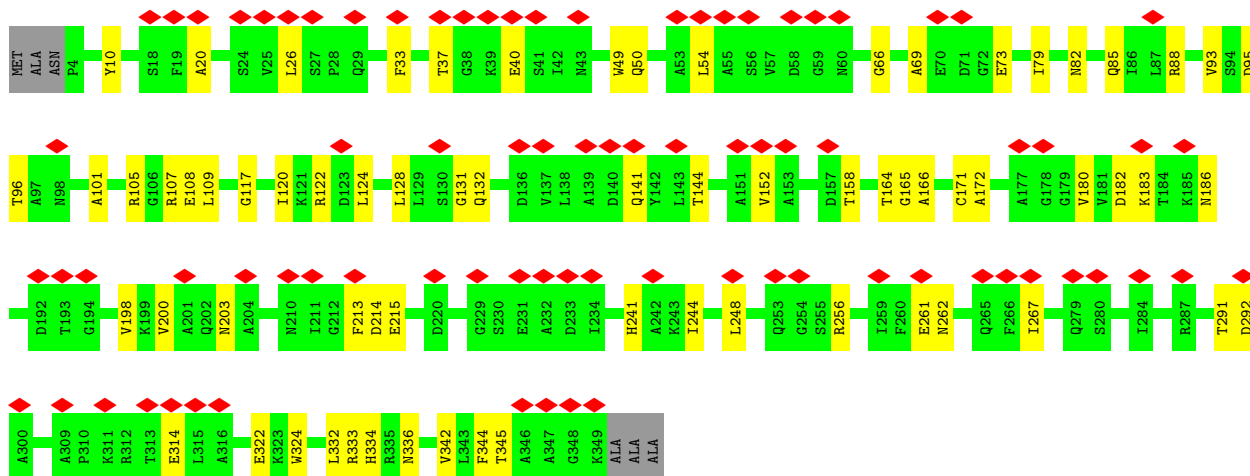 MET ALA ASN P4 Y10 S18 F19 A20 S24 V25 L26 S27 P28 Q29 F33 T37 G38 K39 E40 S41 I42 N43 W49 Q50 A53 L54 A55 S56 V57 D58 G59 N60 G66 A69 E70 D71 G72 E73 I79 N82 Q85 I86 L87 R88 V93 S94 D95
T96 A97 N98 A101 R105 G106 R107 E108 L109 G117 I120 K121 R122 D123 L124 L128 L129 S130 G131 Q132 D136 V137 L138 A139 D140 Q141 Y142 L143 T144 A151 V152 A153 D157 T158 T164 G165 A166 C171 A172 A177 G178 G179 V180 V181 D182 K183 T184 K185 N186
D192 T193 G194 V198 K199 V200 A201 Q202 N203 A204 N210 I211 G212 F213 D214 E215 D220 G229 S230 E231 A232 D233 I234 H241 A242 K243 I244 L248 Q253 G254 S255 R256 I259 F260 E261 N262 Q265 F266 I267 Q279 S280 I284 R287 T291 D292
A300 A309 P310 K311 R312 T313 E314 L315 A316 E322 K323 W324 L332 R333 H334 R335 N336 V342 L343 F344 T345 A346 A347 G348 K349 ALA ALA ALA